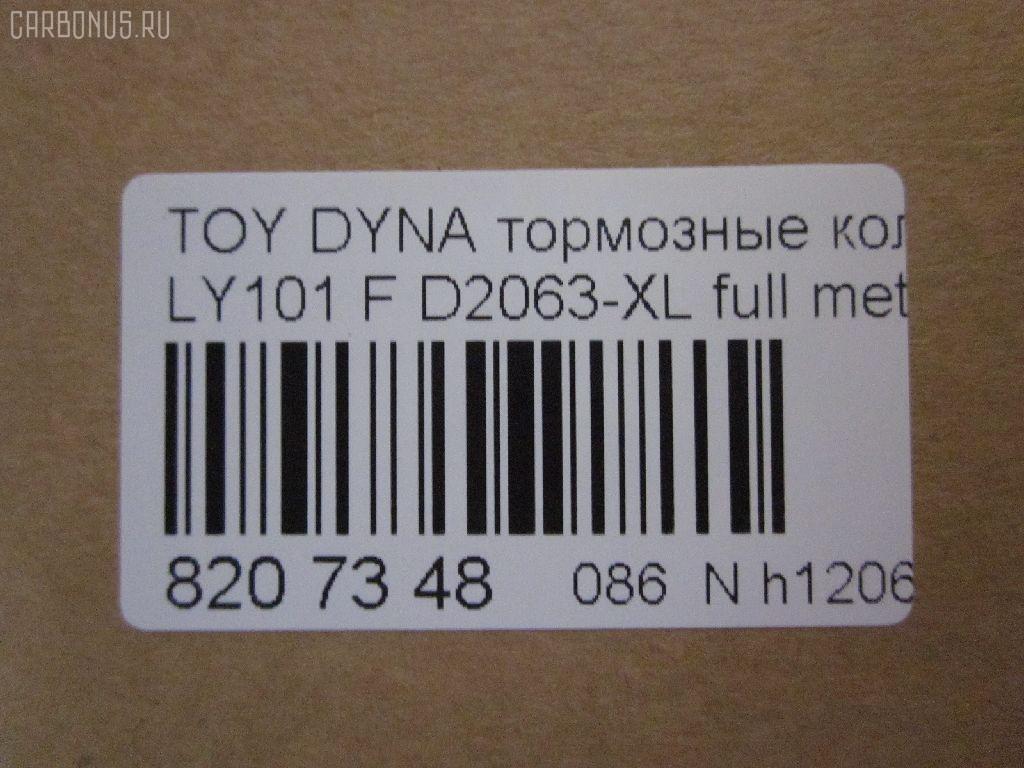 CARBONUS.RU
TOY DYNA тормозные кол
LY101 F D2063-XL full met
820 73 48 086 N h1206